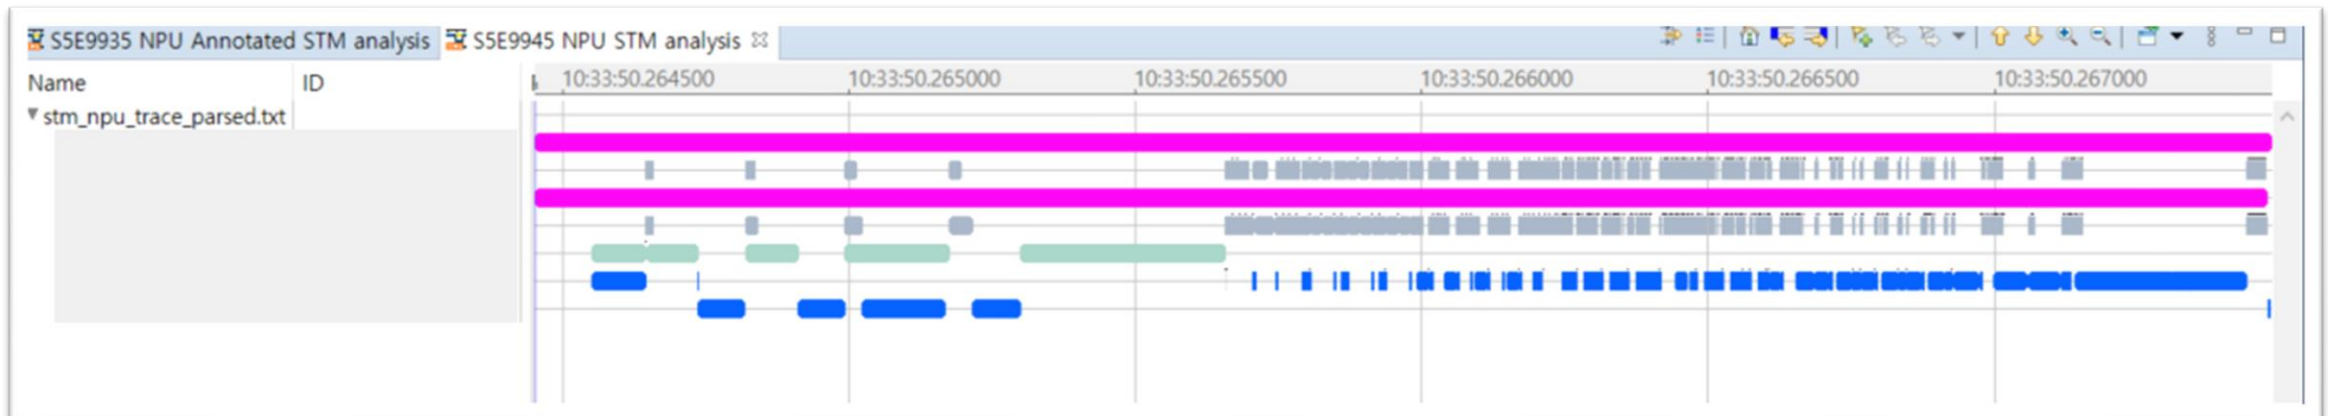 S5E9935 NPU Annotated STM analysis S5E9945 NPU STM analysis
Name ID 10:33:50.264500 10:33:50.265000 10:33:50.265500 10:33:50.266000 10:33:50.266500 10:33:50.267000
stm_npu_trace_parsed.txt